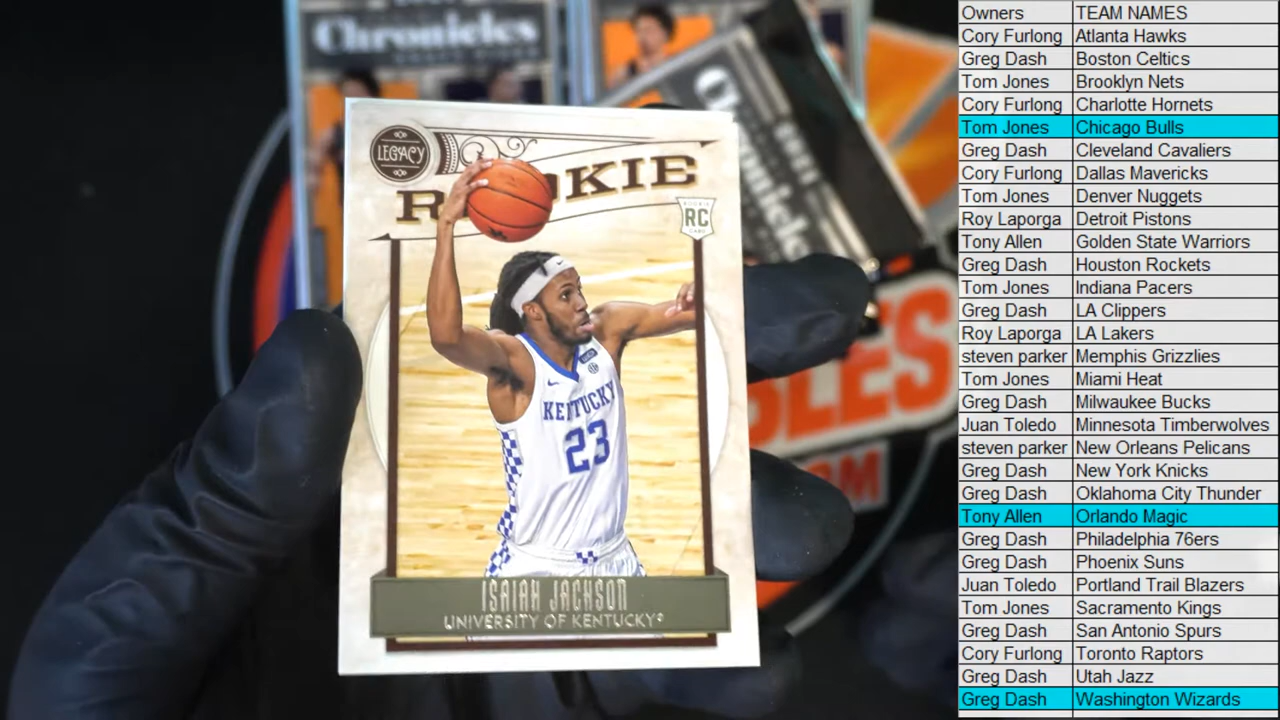 Chronicles
Chronicles
LEGACY
ROOKIE
ROOKIE
RC
CARD
KENTUCKY
23
ISAIAH JACKSON
UNIVERSITY OF KENTUCKY®
BLES
OM
Owners TEAM NAMES
Cory Furlong Atlanta Hawks
Greg Dash Boston Celtics
Tom Jones Brooklyn Nets
Cory Furlong Charlotte Hornets
Tom Jones Chicago Bulls
Greg Dash Cleveland Cavaliers
Cory Furlong Dallas Mavericks
Tom Jones Denver Nuggets
Roy Laporga Detroit Pistons
Tony Allen Golden State Warriors
Greg Dash Houston Rockets
Tom Jones Indiana Pacers
Greg Dash LA Clippers
Roy Laporga LA Lakers
steven parker Memphis Grizzlies
Tom Jones Miami Heat
Greg Dash Milwaukee Bucks
Juan Toledo Minnesota Timberwolves
steven parker New Orleans Pelicans
Greg Dash New York Knicks
Greg Dash Oklahoma City Thunder
Tony Allen Orlando Magic
Greg Dash Philadelphia 76ers
Greg Dash Phoenix Suns
Juan Toledo Portland Trail Blazers
Tom Jones Sacramento Kings
Greg Dash San Antonio Spurs
Cory Furlong Toronto Raptors
Greg Dash Utah Jazz
Greg Dash Washington Wizards